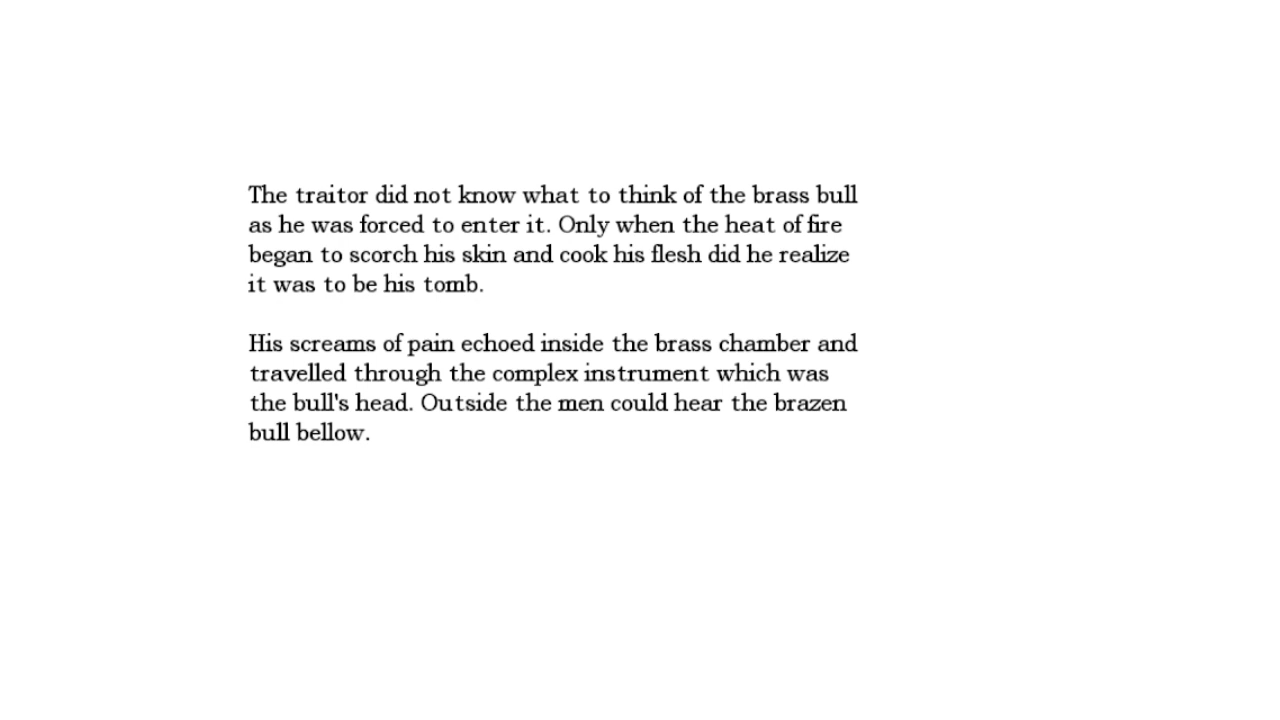 The traitor did not know what to think of the brass bull
as he was forced to enter it. Only when the heat of fire
began to scorch his skin and cook his flesh did he realize
it was to be his tomb.
His screams of pain echoed inside the brass chamber and
travelled through the complex instrument which was
the bull's head. Outside the men could hear the brazen
bull bellow.